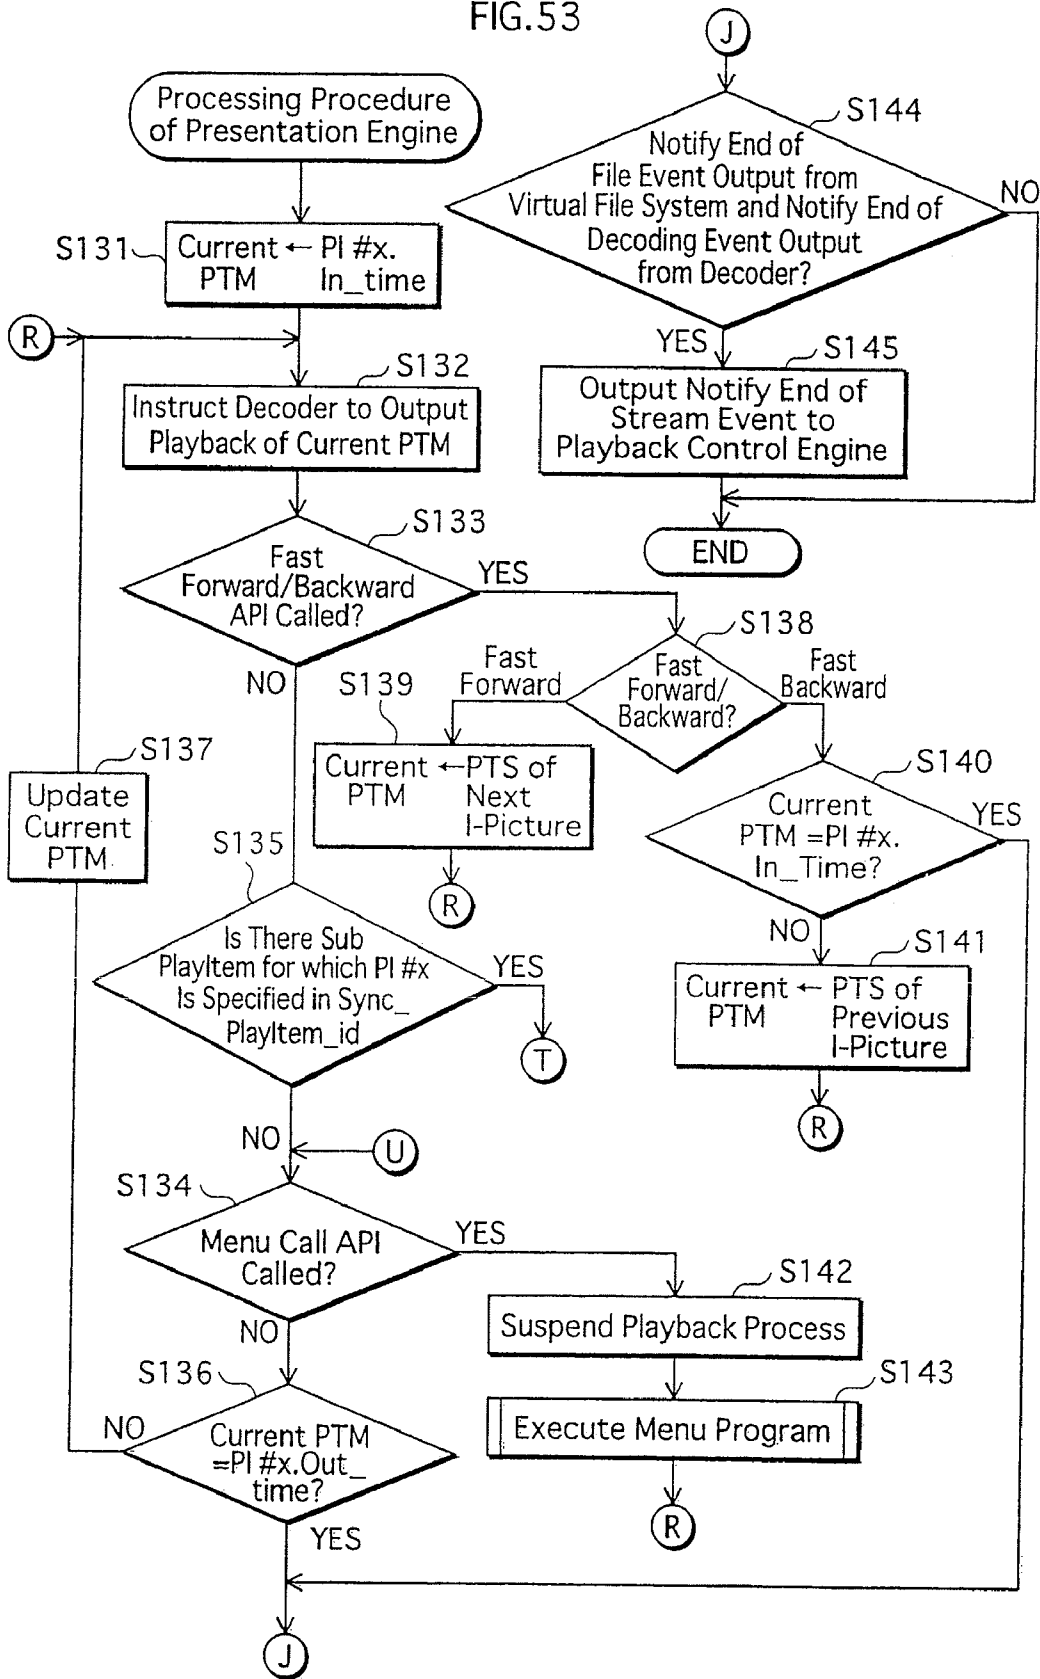 FIG.53
Processing Procedure
of Presentation Engine
S131
Current ← PI #x.
PTM In_time
R
S132
Instruct Decoder to Output
Playback of Current PTM
S133
Fast
Forward/Backward
API Called?
YES
NO
S138
Fast
Forward/
Backward?
Fast
Forward
Fast
Backward
S139
Current ← PTS of
PTM Next
I-Picture
R
S140
Current
PTM =PI #x.
In_Time?
YES
NO
S141
Current ← PTS of
PTM Previous
I-Picture
R
S137
Update
Current
PTM
S135
Is There Sub
PlayItem for which PI #x
Is Specified in Sync_
PlayItem_id
YES
T
NO
U
S134
Menu Call API
Called?
YES
NO
S142
Suspend Playback Process
S143
Execute Menu Program
R
S136
Current PTM
=PI #x.Out_
time?
NO
YES
J
J
S144
Notify End of
File Event Output from
Virtual File System and Notify End of
Decoding Event Output
from Decoder?
NO
YES
S145
Output Notify End of
Stream Event to
Playback Control Engine
END